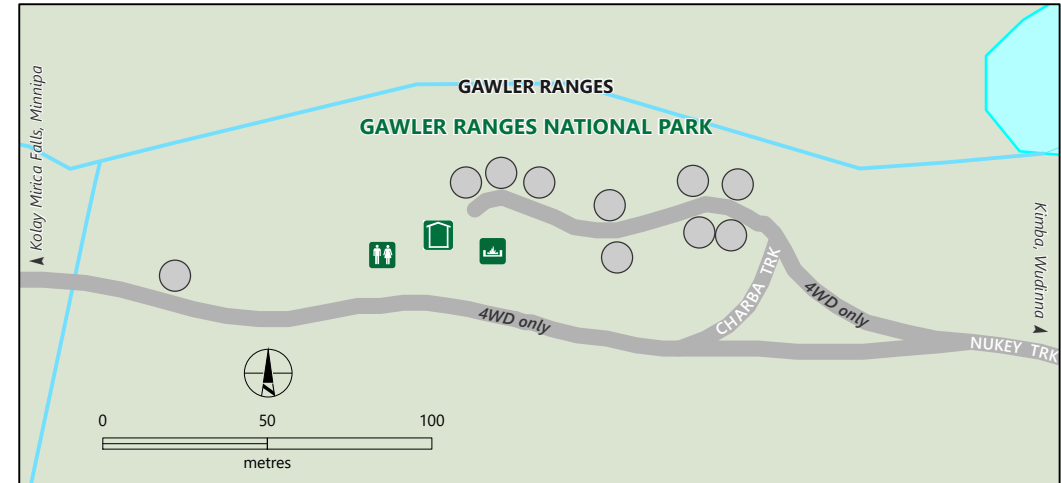 GAWLER RANGES
GAWLER RANGES NATIONAL PARK
Kolay Mirica Falls, Minnipa
Kimba, Wudinna
4WD only
CHARBA TRK
4WD only
NUKEY TRK
0 50 100
metres